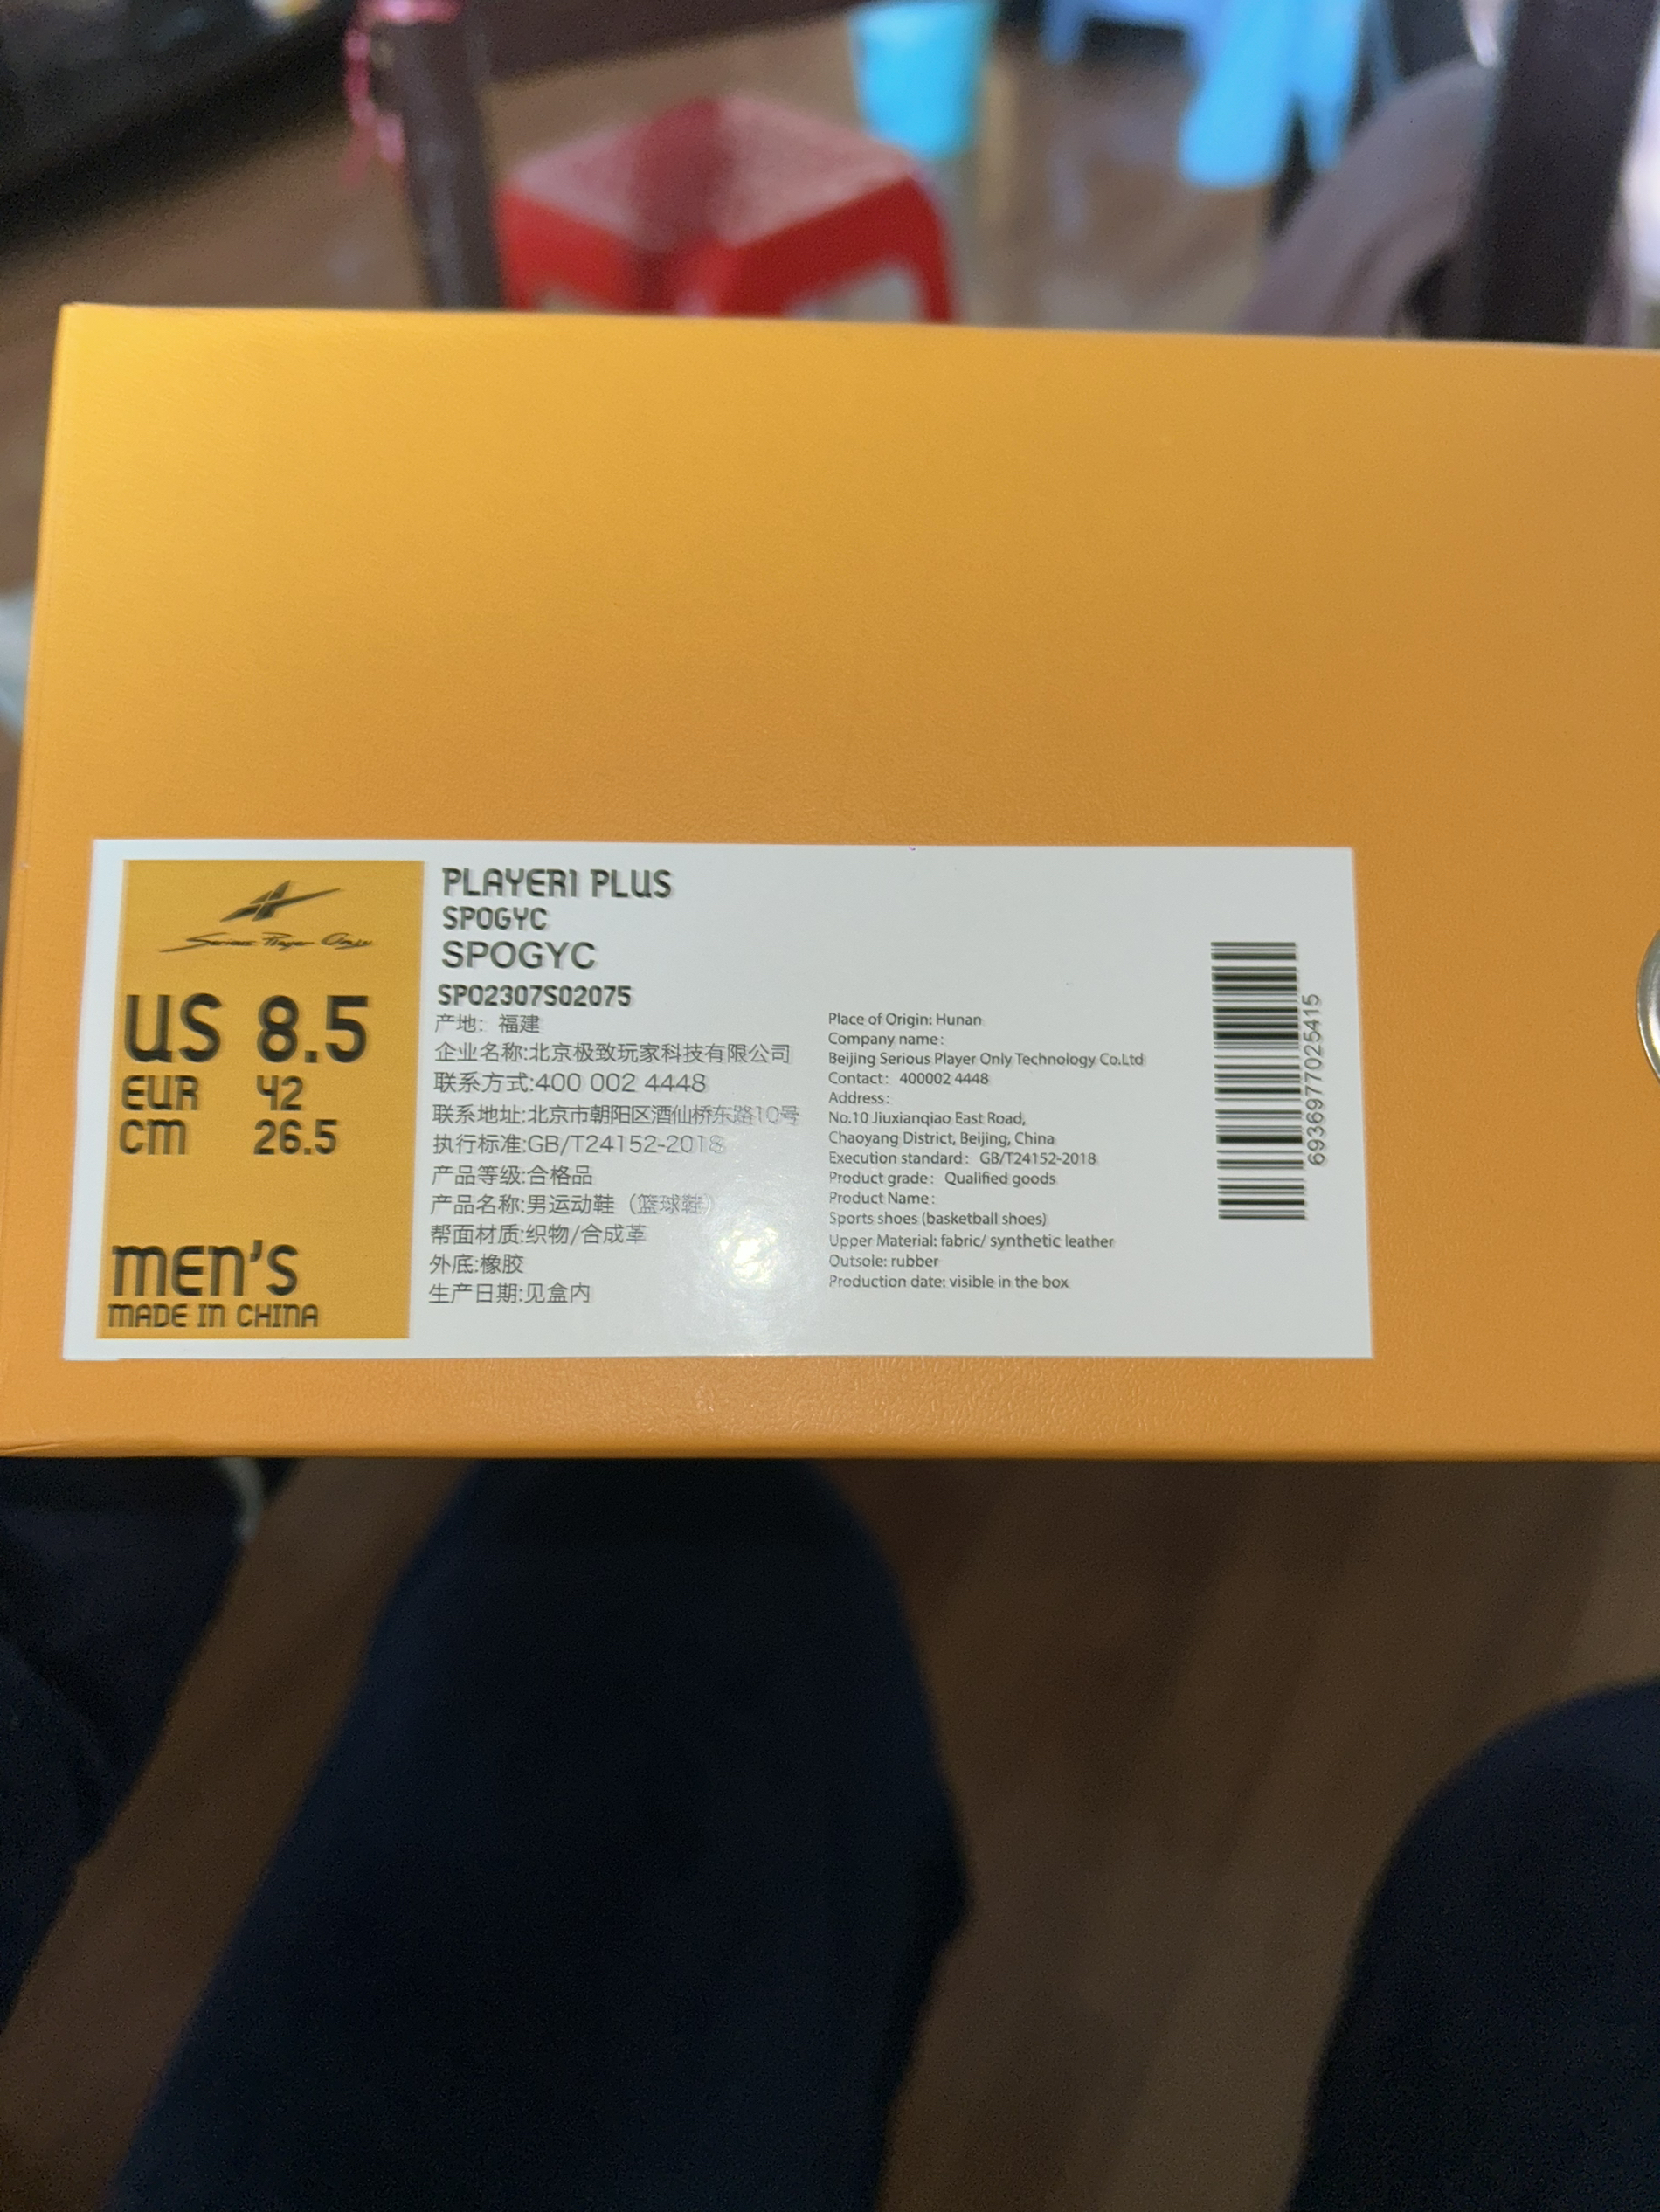 Serious Player Only
US 8.5
EUR 42
CM 26.5
MEN'S
MADE IN CHINA
PLAYER1 PLUS
SPOGYC
SPOGYC
SPO2307S02075
产地：福建
企业名称:北京极致玩家科技有限公司
联系方式:400 002 4448
联系地址:北京市朝阳区酒仙桥东路10号
执行标准:GB/T24152-2018
产品等级:合格品
产品名称:男运动鞋（篮球鞋）
帮面材质:织物/合成革
外底:橡胶
生产日期:见盒内
Place of Origin: Hunan
Company name:
Beijing Serious Player Only Technology Co.Ltd
Contact: 400002 4448
Address:
No.10 Jiuxianqiao East Road,
Chaoyang District, Beijing, China
Execution standard: GB/T24152-2018
Product grade: Qualified goods
Product Name:
Sports shoes (basketball shoes)
Upper Material: fabric/ synthetic leather
Outsole: rubber
Production date: visible in the box
6936977025415